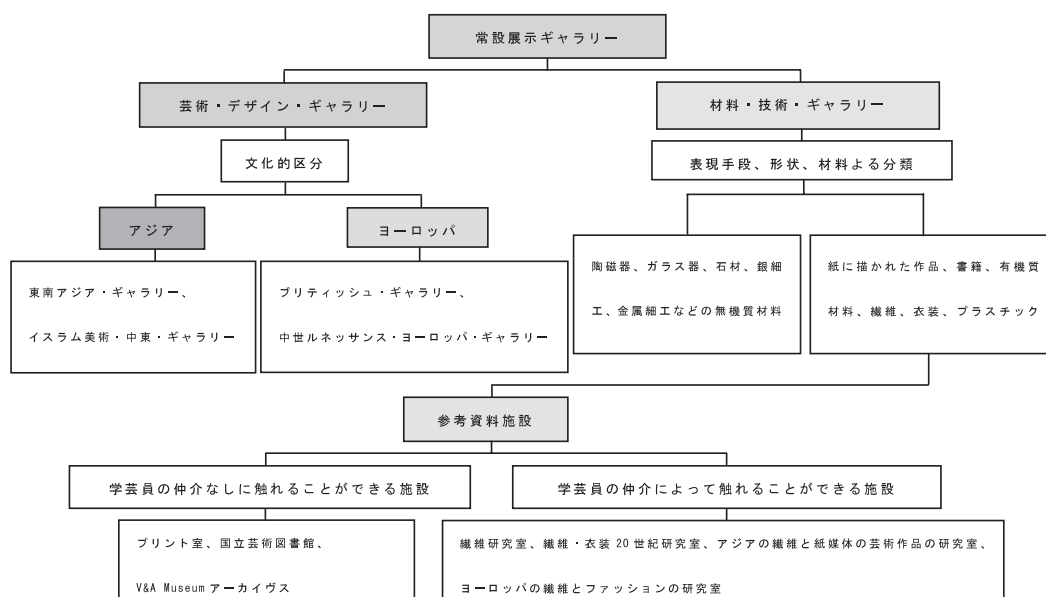 常設展示ギャラリー
芸術・デザイン・ギャラリー
材料・技術・ギャラリー
文化的区分
表現手段、形状、材料よる分類
アジア
ヨーロッパ
東南アジア・ギャラリー、
イスラム美術・中東・ギャラリー
ブリティッシュ・ギャラリー、
中世ルネッサンス・ヨーロッパ・ギャラリー
陶磁器、ガラス器、石材、銀細
工、金属細工などの無機質材料
紙に描かれた作品、書籍、有機質
材料、繊維、衣装、プラスチック
参考資料施設
学芸員の仲介なしに触れることができる施設
学芸員の仲介によって触れることができる施設
プリント室、国立芸術図書館、
V&A Museum アーカイヴス
繊維研究室、繊維・衣装 20 世紀研究室、アジアの繊維と紙媒体の芸術作品の研究室、
ヨーロッパの繊維とファッションの研究室